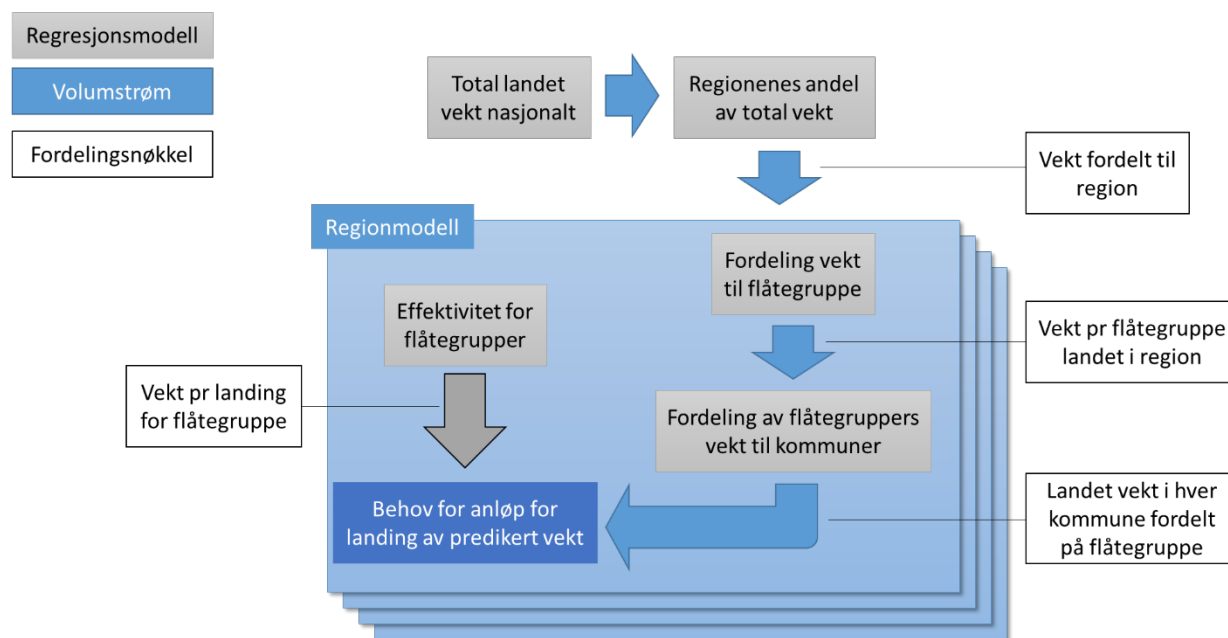 Regresjonsmodell
Volumstrøm
Fordelingsnøkkel
Total landet
vekt nasjonalt
Regionenes andel
av total vekt
Vekt fordelt til
region
Regionmodell
Fordeling vekt
til flåtegruppe
Effektivitet for
flåtegrupper
Vekt pr flåtegruppe
landet i region
Vekt pr landing
for flåtegruppe
Fordeling av flåtegruppers
vekt til kommuner
Behov for anløp for
landing av predikert vekt
Landet vekt i hver
kommune fordelt
på flåtegruppe